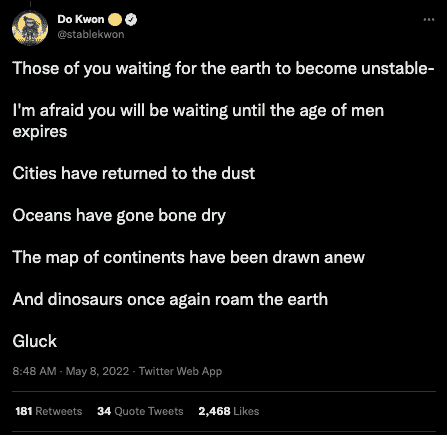 Do Kwon
@stablekwon
Those of you waiting for the earth to become unstable-
I'm afraid you will be waiting until the age of men
expires
Cities have returned to the dust
Oceans have gone bone dry
The map of continents have been drawn anew
And dinosaurs once again roam the earth
Gluck
8:48 AM · May 8, 2022 · Twitter Web App
181 Retweets 34 Quote Tweets 2,468 Likes